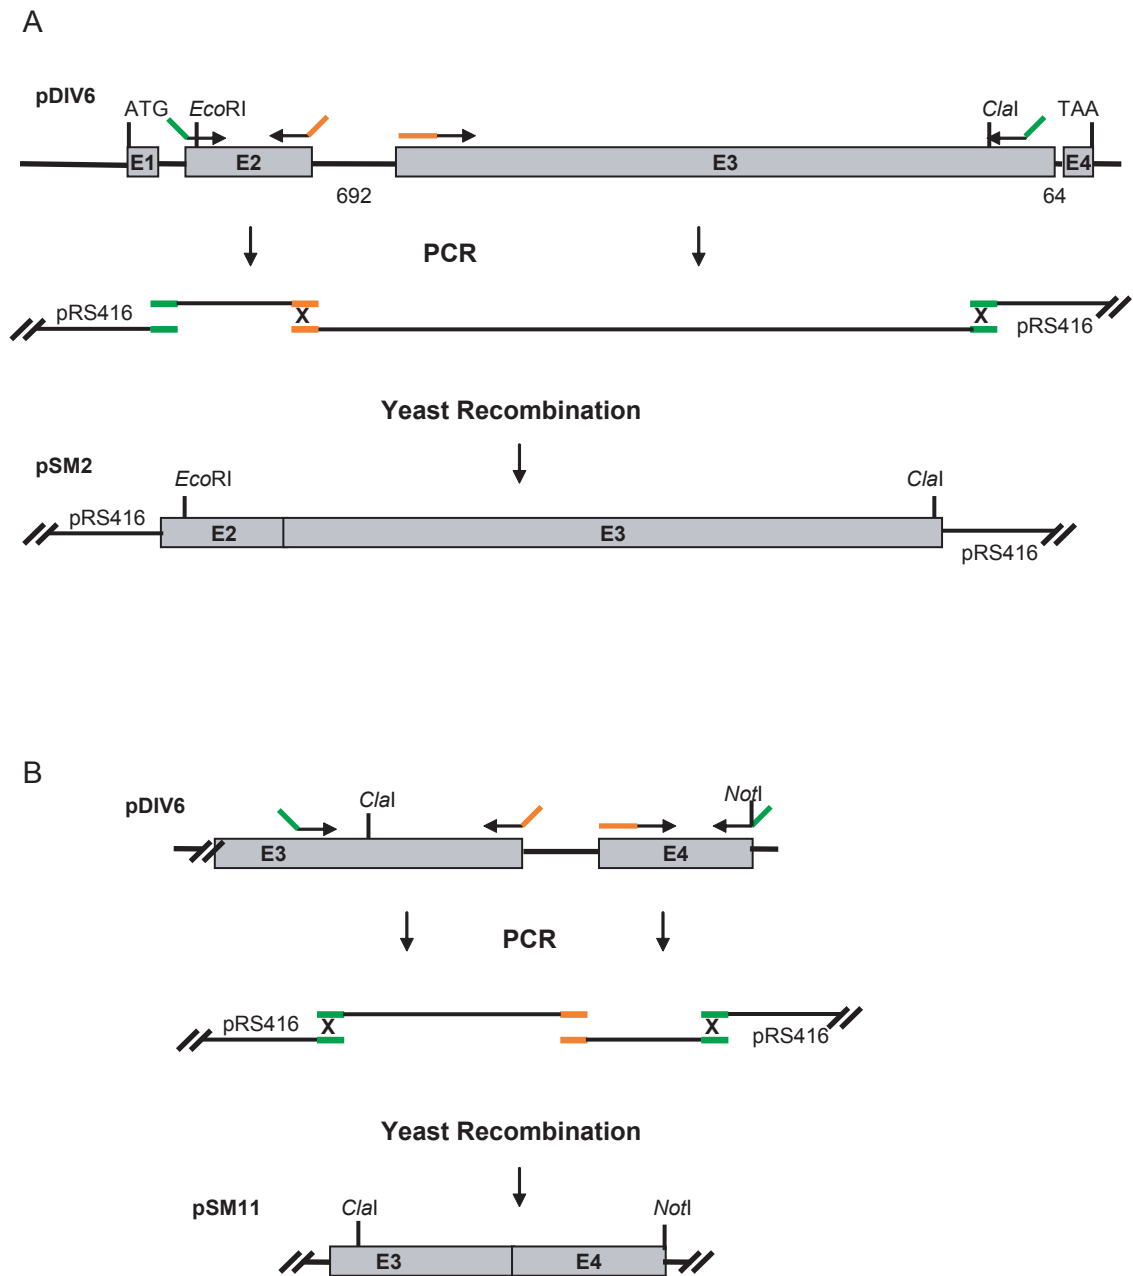 A
pDIV6
ATG EcoRI ClaI TAA
E1 E2 E3 E4
692 64
PCR
pRS416 X X pRS416
Yeast Recombination
pSM2
EcoRI ClaI
pRS416 E2 E3 pRS416
B
pDIV6 ClaI NotI
E3 E4
PCR
pRS416 X X pRS416
Yeast Recombination
pSM11 ClaI NotI
E3 E4